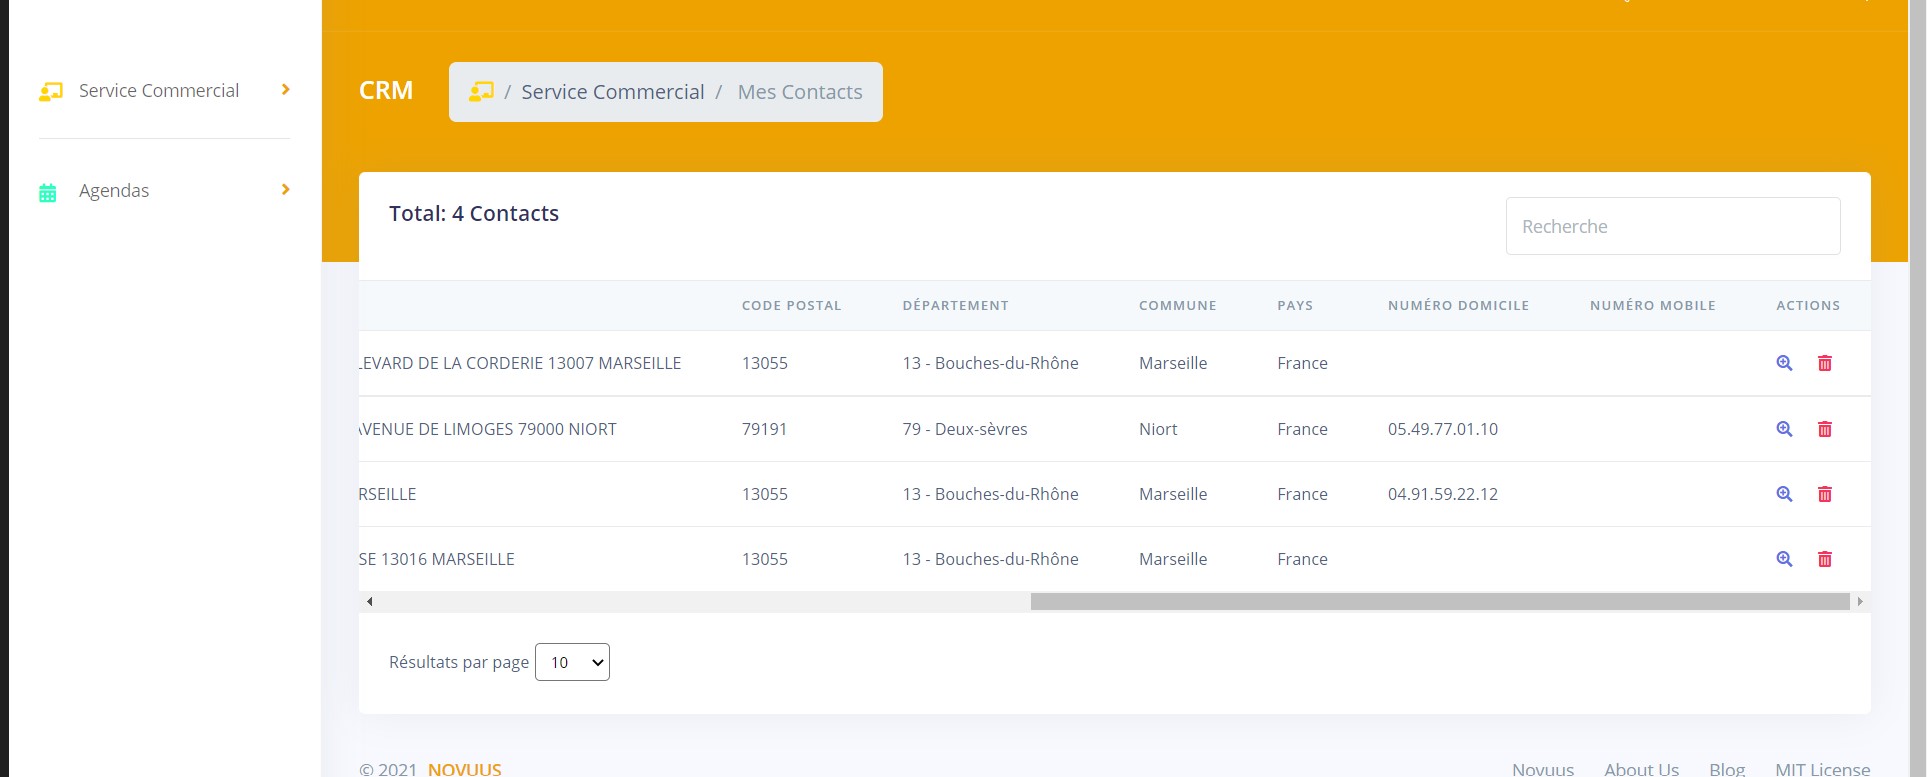 Service Commercial
Agendas
CRM / Service Commercial / Mes Contacts
Total: 4 Contacts
Recherche
CODE POSTAL DÉPARTEMENT COMMUNE PAYS NUMÉRO DOMICILE NUMÉRO MOBILE ACTIONS
DE LA CORDERIE 13007 MARSEILLE 13055 13 - Bouches-du-Rhône Marseille France
AVENUE DE LIMOGES 79000 NIORT 79191 79 - Deux-sèvres Niort France 05.49.77.01.10
RSEILLE 13055 13 - Bouches-du-Rhône Marseille France 04.91.59.22.12
SE 13016 MARSEILLE 13055 13 - Bouches-du-Rhône Marseille France
Résultats par page 10
© 2021 NOVUUS Novuus About Us Blog MIT License